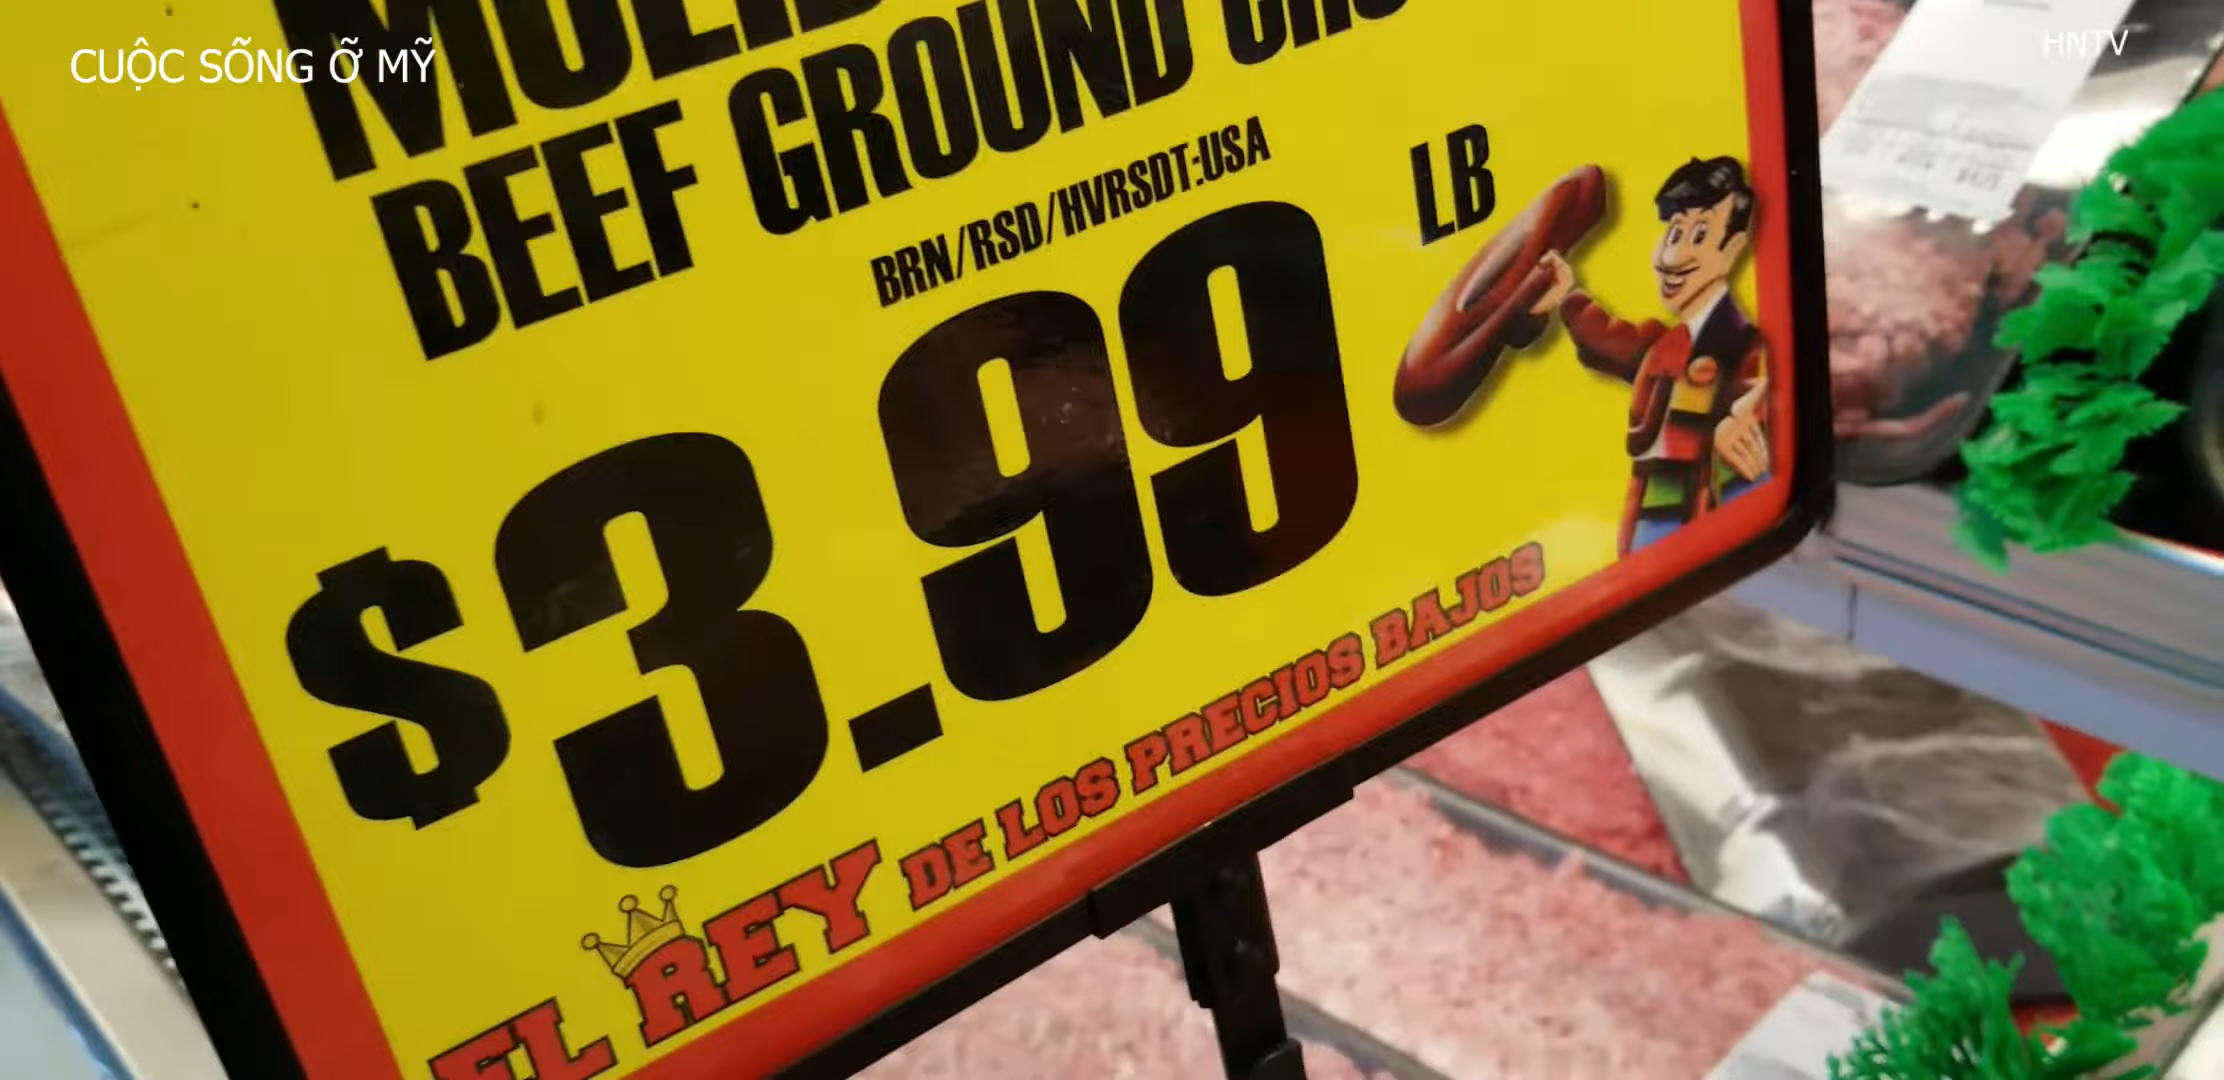 CUỘC SỐNG Ở MỸ
HNTV
BEEF GROUND
BRN/RSD/HVRSDT:USA
$3.99 LB
EL REY DE LOS PRECIOS BAJOS